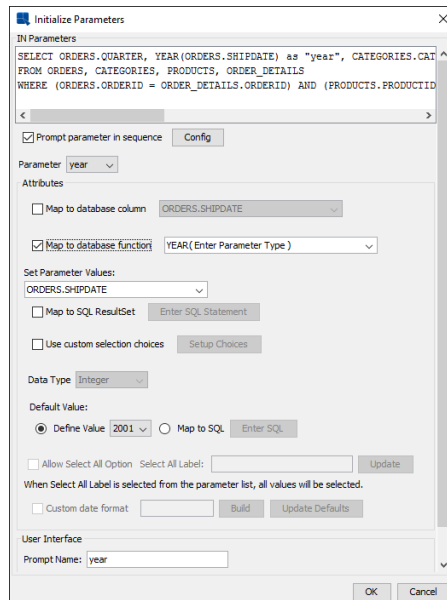 Initialize Parameters
IN Parameters
SELECT ORDERS.QUARTER, YEAR(ORDERS.SHIPDATE) as "year", CATEGORIES.CAT
FROM ORDERS, CATEGORIES, PRODUCTS, ORDER_DETAILS
WHERE (ORDERS.ORDERID = ORDER_DETAILS.ORDERID) AND (PRODUCTS.PRODUCTID
Prompt parameter in sequence Config
Parameter year
Attributes
Map to database column ORDERS.SHIPDATE
Map to database function YEAR( Enter Parameter Type )
Set Parameter Values:
ORDERS.SHIPDATE
Map to SQL ResultSet Enter SQL Statement
Use custom selection choices Setup Choices
Data Type Integer
Default Value:
Define Value 2001 Map to SQL Enter SQL
Allow Select All Option Select All Label: Update
When Select All Label is selected from the parameter list, all values will be selected.
Custom date format Build Update Defaults
User Interface
Prompt Name: year
OK Cancel